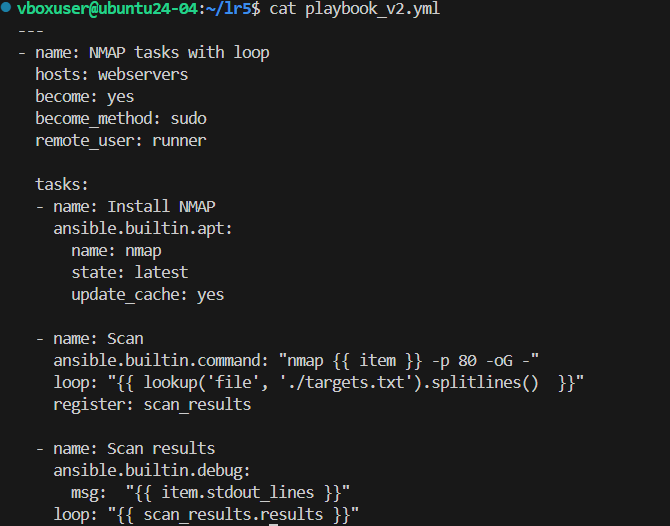 vboxuser@ubuntu24-04:~/lr5$ cat playbook_v2.yml
---
- name: NMAP tasks with loop
  hosts: webservers
  become: yes
  become_method: sudo
  remote_user: runner

  tasks:
  - name: Install NMAP
    ansible.builtin.apt:
      name: nmap
      state: latest
      update_cache: yes

  - name: Scan
    ansible.builtin.command: "nmap {{ item }} -p 80 -oG -"
    loop: "{{ lookup('file', './targets.txt').splitlines()  }}"
    register: scan_results

  - name: Scan results
    ansible.builtin.debug:
      msg:  "{{ item.stdout_lines }}"
    loop: "{{ scan_results.results }}"